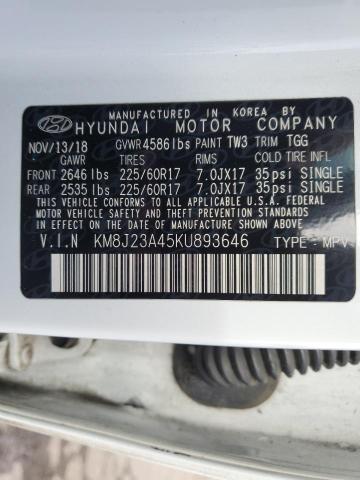 MANUFACTURED IN KOREA BY
HYUNDAI MOTOR COMPANY
NOV/13/18 GVWR 4586 lbs PAINT TW3 TRIM TGG
GAWR TIRES RIMS COLD TIRE INFL
FRONT 2646 lbs 225/60R17 7.0JX17 35psi SINGLE
REAR 2535 lbs 225/60R17 7.0JX17 35psi SINGLE
THIS VEHICLE CONFORMS TO ALL APPLICABLE U.S.A. FEDERAL
MOTOR VEHICLE SAFETY, BUMPER, AND THEFT PREVENTION
STANDARDS IN EFFECT ON THE DATE OF MANUFACTURE SHOWN ABOVE.
V.I.N KM8J23A45KU893646 TYPE - MPV